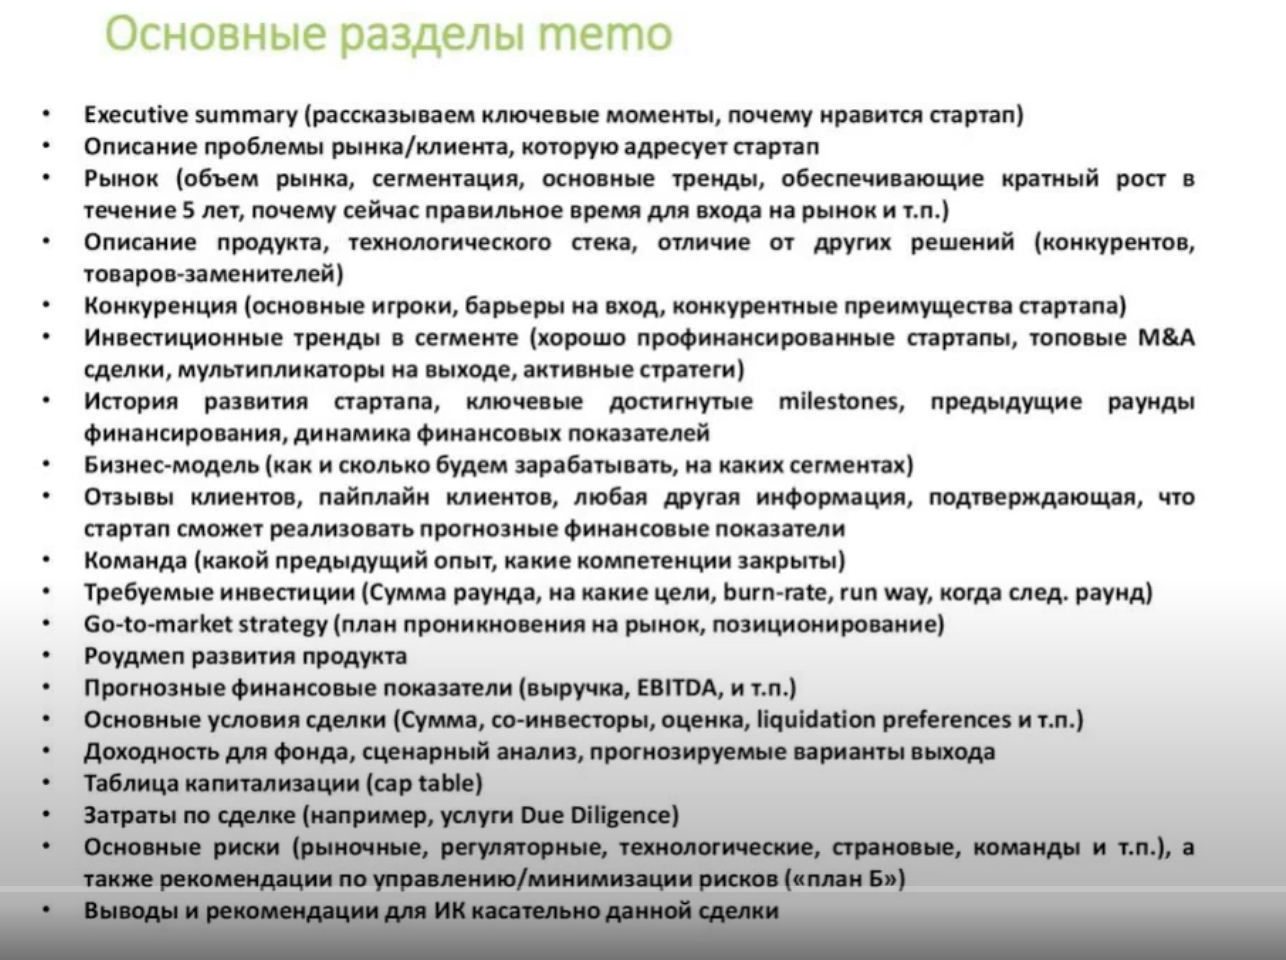 Основные разделы memo
• Executive summary (рассказываем ключевые моменты, почему нравится стартап)
• Описание проблемы рынка/клиента, которую адресует стартап
• Рынок (объем рынка, сегментация, основные тренды, обеспечивающие кратный рост в
течение 5 лет, почему сейчас правильное время для входа на рынок и т.п.)
• Описание продукта, технологического стека, отличие от других решений (конкурентов,
товаров-заменителей)
• Конкуренция (основные игроки, барьеры на вход, конкурентные преимущества стартапа)
• Инвестиционные тренды в сегменте (хорошо профинансированные стартапы, топовые M&A
сделки, мультипликаторы на выходе, активные стратеги)
• История развития стартапа, ключевые достигнутые milestones, предыдущие раунды
финансирования, динамика финансовых показателей
• Бизнес-модель (как и сколько будем зарабатывать, на каких сегментах)
• Отзывы клиентов, пайплайн клиентов, любая другая информация, подтверждающая, что
стартап сможет реализовать прогнозные финансовые показатели
• Команда (какой предыдущий опыт, какие компетенции закрыты)
• Требуемые инвестиции (Сумма раунда, на какие цели, burn-rate, run way, когда след. раунд)
• Go-to-market strategy (план проникновения на рынок, позиционирование)
• Роудмеп развития продукта
• Прогнозные финансовые показатели (выручка, EBITDA, и т.п.)
• Основные условия сделки (Сумма, со-инвесторы, оценка, liquidation preferences и т.п.)
• Доходность для фонда, сценарный анализ, прогнозируемые варианты выхода
• Таблица капитализации (cap table)
• Затраты по сделке (например, услуги Due Diligence)
• Основные риски (рыночные, регуляторные, технологические, страновые, команды и т.п.), а
также рекомендации по управлению/минимизации рисков («план Б»)
• Выводы и рекомендации для ИК касательно данной сделки